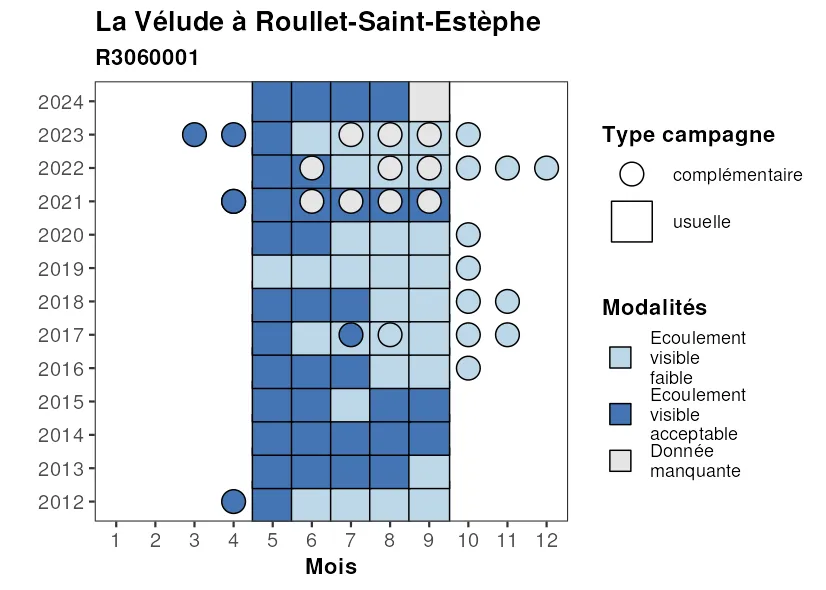 La Vélude à Roullet-Saint-Estèphe
R3060001
2024
2023
2022
2021
2020
2019
2018
2017
2016
2015
2014
2013
2012
1 2 3 4 5 6 7 8 9 10 11 12
Mois
Type campagne
complémentaire
usuelle
Modalités
Ecoulement
visible
faible
Ecoulement
visible
acceptable
Donnée
manquante